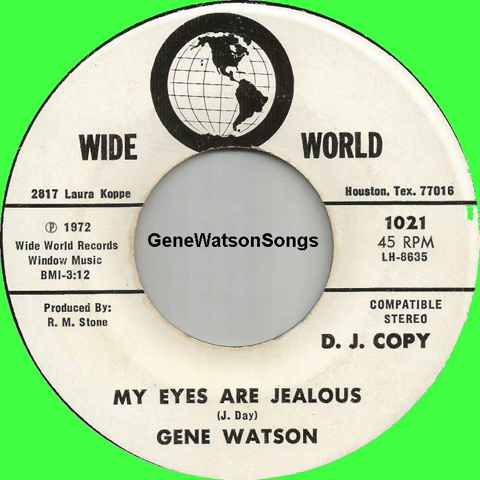 WIDE WORLD
2817 Laura Koppe Houston, Tex. 77016
℗ 1972
Wide World Records
Window Music
BMI-3:12
1021
45 RPM
LH-8635
GeneWatsonSongs
Produced By:
R. M. Stone
COMPATIBLE
STEREO
D. J. COPY
MY EYES ARE JEALOUS
(J. Day)
GENE WATSON